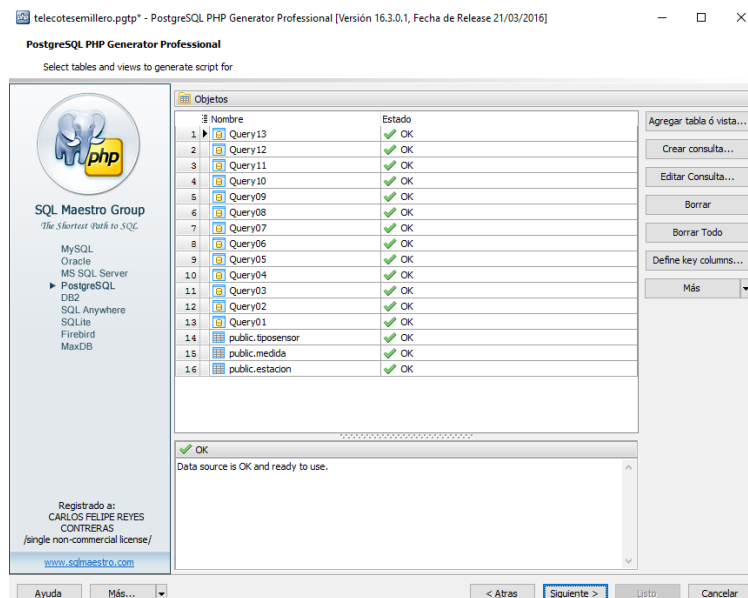 telecotesemillero.pgtp* - PostgreSQL PHP Generator Professional [Versión 16.3.0.1, Fecha de Release 21/03/2016]
PostgreSQL PHP Generator Professional
Select tables and views to generate script for
php
SQL Maestro Group
The Shortest Path to SQL
MySQL
Oracle
MS SQL Server
PostgreSQL
DB2
SQL Anywhere
SQLite
Firebird
MaxDB
Registrado a:
CARLOS FELIPE REYES
CONTRERAS
/single non-commercial license/
www.sqlmaestro.com
Objetos
Nombre Estado
1 Query13 OK
2 Query12 OK
3 Query11 OK
4 Query10 OK
5 Query09 OK
6 Query08 OK
7 Query07 OK
8 Query06 OK
9 Query05 OK
10 Query04 OK
11 Query03 OK
12 Query02 OK
13 Query01 OK
14 public.tiposensor OK
15 public.medida OK
16 public.estacion OK
OK
Data source is OK and ready to use.
Agregar tabla ó vista...
Crear consulta...
Editar Consulta...
Borrar
Borrar Todo
Define key columns...
Más
Ayuda Más... < Atras Siguiente > Listo Cancelar